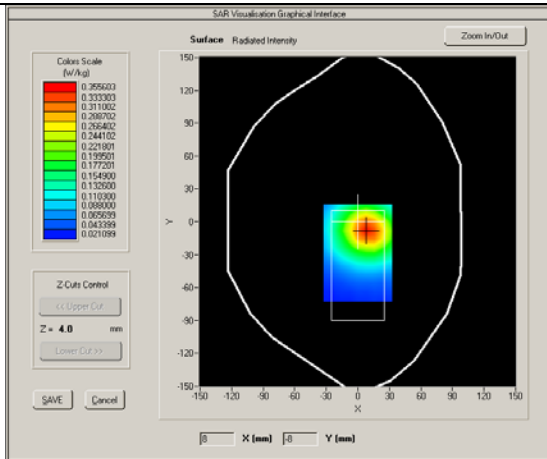 SAR Visualisation Graphical Interface
Surface Radiated Intensity
Zoom In/Out
Colors Scale
(W/kg)
0.355603
0.333303
0.311002
0.288702
0.266402
0.244102
0.221801
0.199501
0.177201
0.154900
0.132600
0.110300
0.088000
0.065699
0.043399
0.021099
Z-Cuts Control
<< Upper Cut
Z = 4.0 mm
Lower Cut >>
SAVE
Cancel
150
120
90
60
30
0
-30
-60
-90
-120
-150
Y
-150 -120 -90 -60 -30 0 30 60 90 120 150
X
8 X (mm) -8 Y (mm)